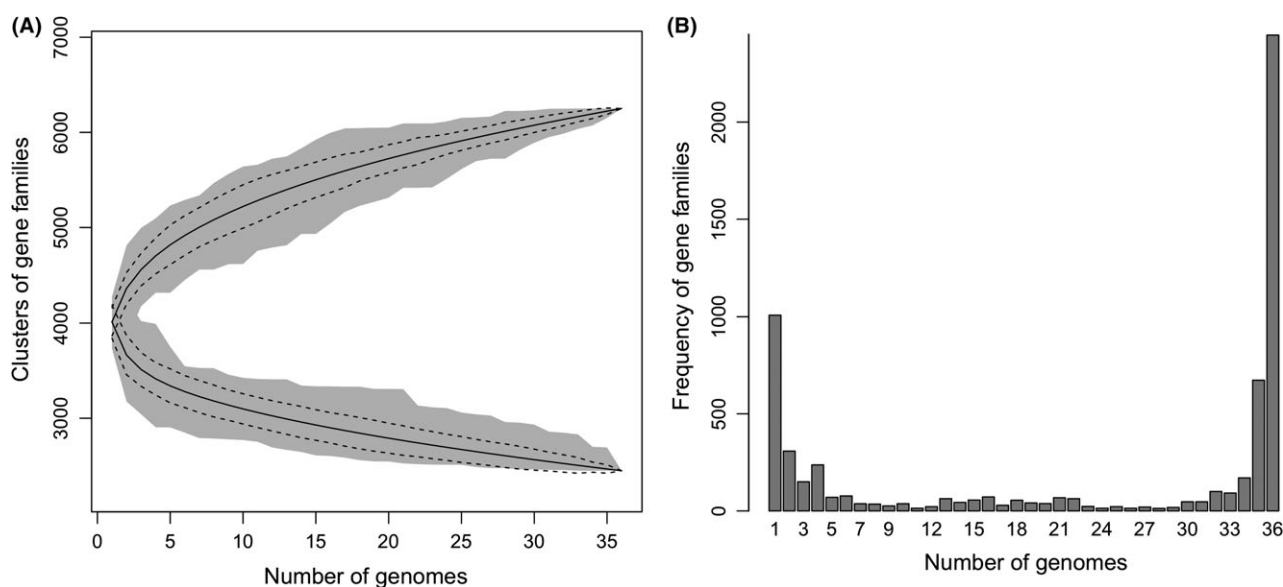 (A)
Clusters of gene families
7000
6000
5000
4000
3000
0 5 10 15 20 25 30 35
Number of genomes
(B)
Frequency of gene families
2000
1500
1000
500
0
1 3 5 7 9 12 15 18 21 24 27 30 33 36
Number of genomes